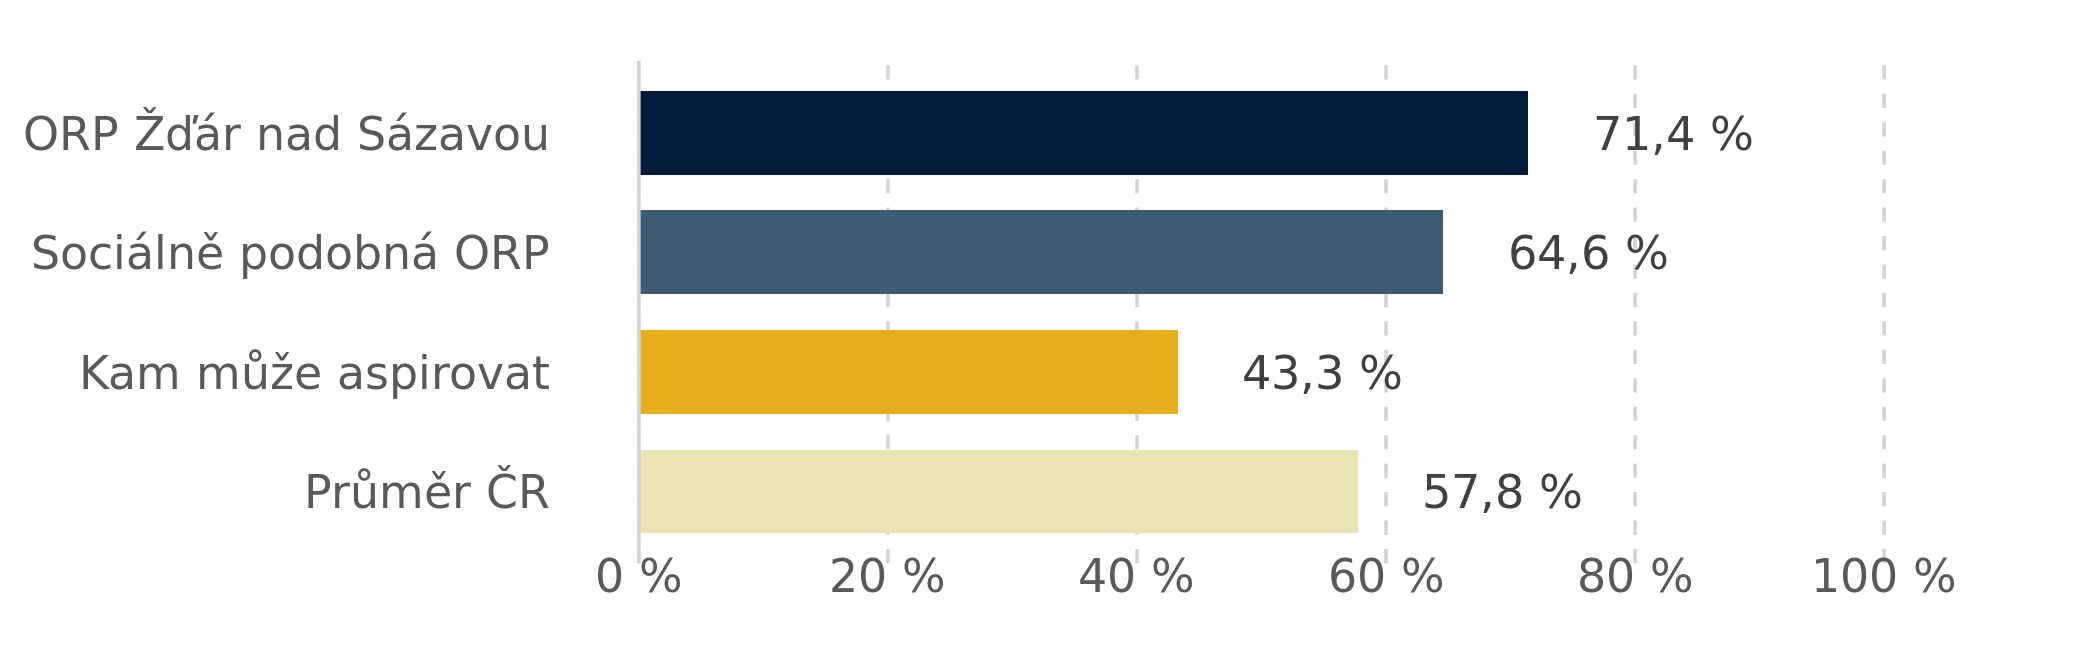 ORP Žďár nad Sázavou 71,4 %
Sociálně podobná ORP 64,6 %
Kam může aspirovat 43,3 %
Průměr ČR 57,8 %
0 % 20 % 40 % 60 % 80 % 100 %